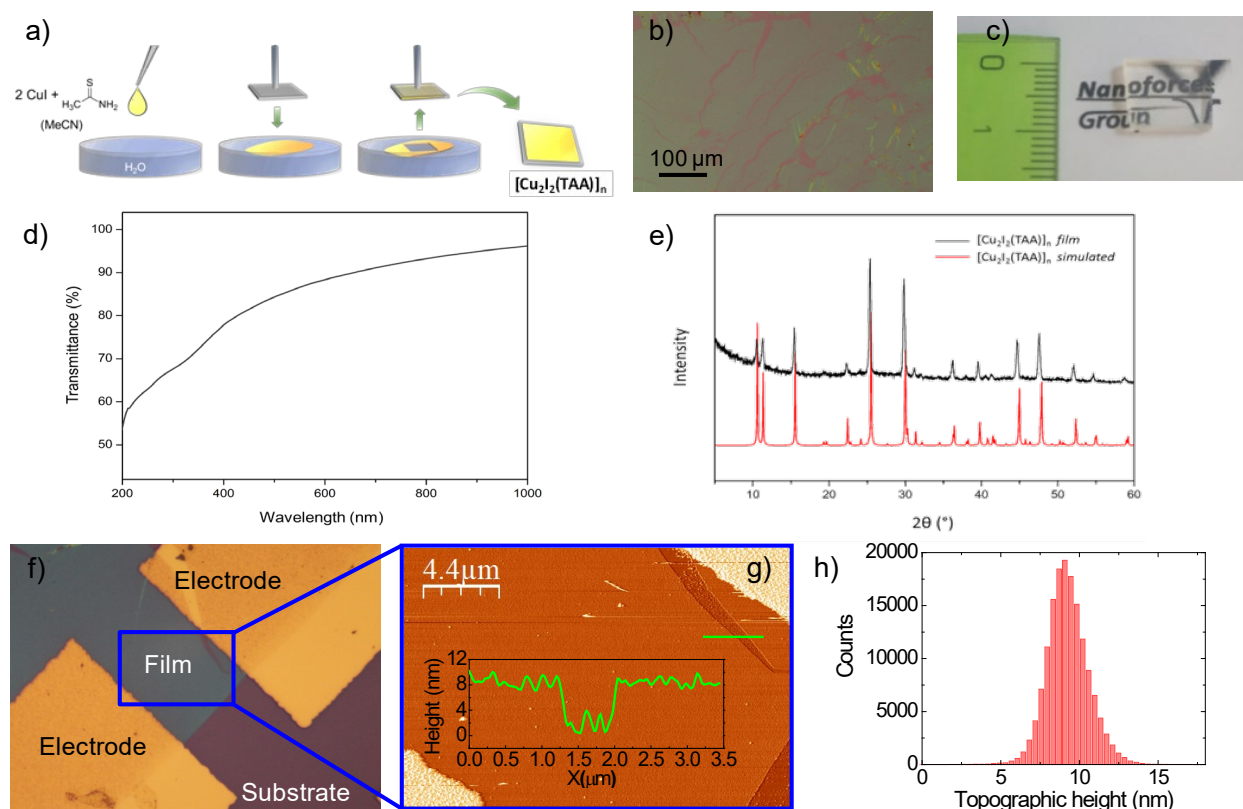 a)
2 CuI +
S
H₃C
NH₂
(MeCN)
H₂O
[Cu₂I₂(TAA)]ₙ
b)
100 µm
c)
0
1
Nanoforces
Group
d)
Transmittance (%)
100
90
80
70
60
50
200
400
600
800
1000
Wavelength (nm)
e)
[Cu₂I₂(TAA)]ₙ film
[Cu₂I₂(TAA)]ₙ simulated
Intensity
10
20
30
40
50
60
2θ (°)
f)
Electrode
Film
Electrode
Substrate
g)
4.4µm
Height (nm)
12
8
4
0
0.0 0.5 1.0 1.5 2.0 2.5 3.0 3.5
X(µm)
h)
Counts
20000
15000
10000
5000
0
0
5
10
15
Topographic height (nm)